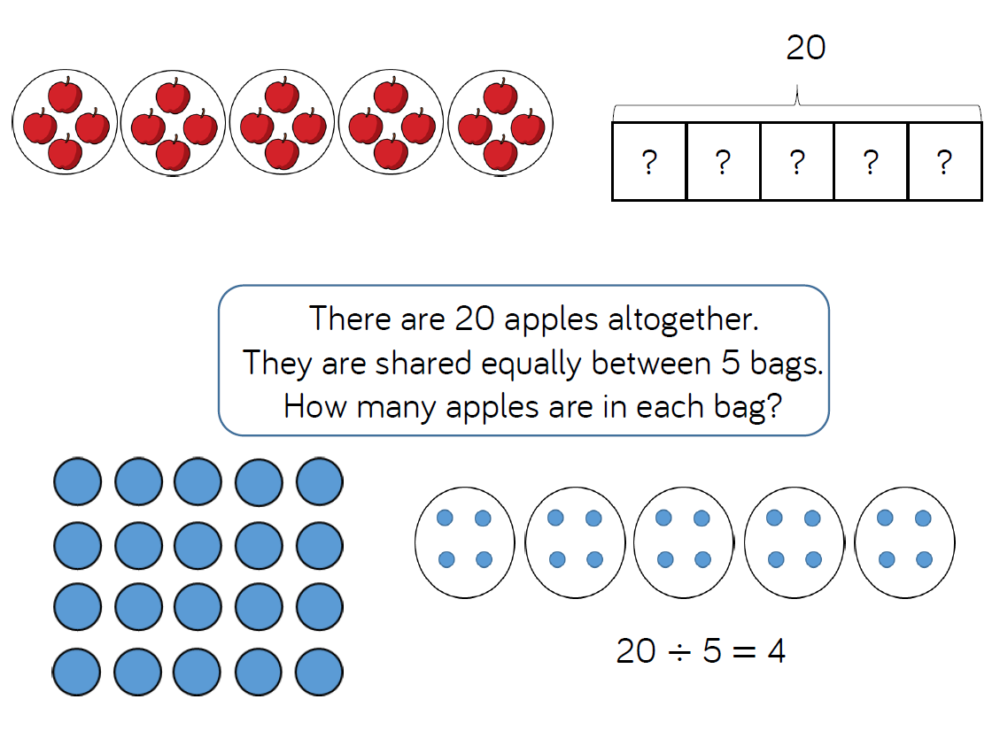 20
? ? ? ? ?
There are 20 apples altogether.
They are shared equally between 5 bags.
How many apples are in each bag?
20 ÷ 5 = 4